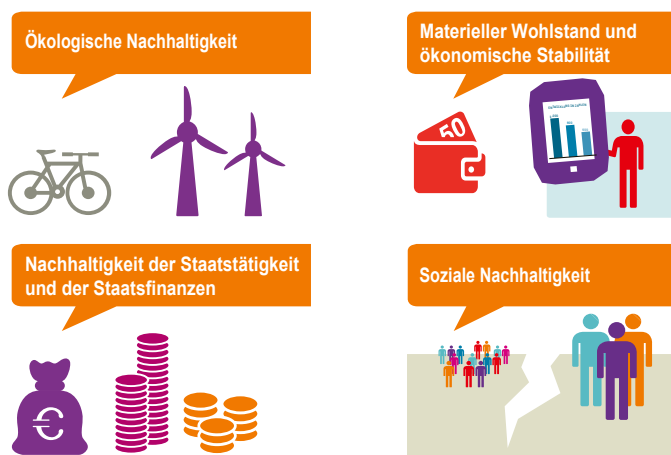 Ökologische Nachhaltigkeit
Materieller Wohlstand und
ökonomische Stabilität
50
Nachhaltigkeit der Staatstätigkeit
und der Staatsfinanzen
Soziale Nachhaltigkeit
€